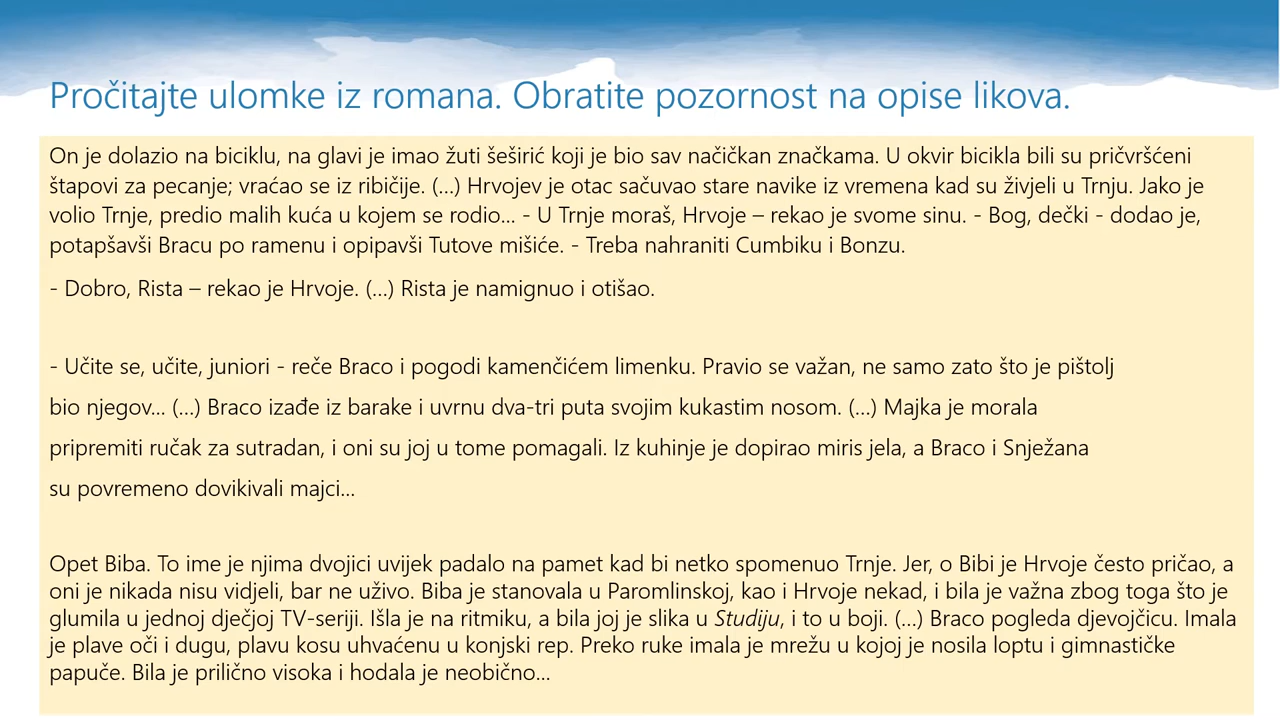 Pročitajte ulomke iz romana. Obratite pozornost na opise likova.
On je dolazio na biciklu, na glavi je imao žuti šeširić koji je bio sav načičkan značkama. U okvir bicikla bili su pričvršćeni
štapovi za pecanje; vraćao se iz ribičije. (...) Hrvojev je otac sačuvao stare navike iz vremena kad su živjeli u Trnju. Jako je
volio Trnje, predio malih kuća u kojem se rodio... - U Trnje moraš, Hrvoje – rekao je svome sinu. - Bog, dečki - dodao je,
potapšavši Bracu po ramenu i opipavši Tutove mišiće. - Treba nahraniti Cumbiku i Bonzu.
- Dobro, Rista – rekao je Hrvoje. (...) Rista je namignuo i otišao.
- Učite se, učite, juniori - reče Braco i pogodi kamenčićem limenku. Pravio se važan, ne samo zato što je pištolj
bio njegov... (...) Braco izađe iz barake i uvrnu dva-tri puta svojim kukastim nosom. (...) Majka je morala
pripremiti ručak za sutradan, i oni su joj u tome pomagali. Iz kuhinje je dopirao miris jela, a Braco i Snježana
su povremeno dovikivali majci...
Opet Biba. To ime je njima dvojici uvijek padalo na pamet kad bi netko spomenuo Trnje. Jer, o Bibi je Hrvoje često pričao, a
oni je nikada nisu vidjeli, bar ne uživo. Biba je stanovala u Paromlinskoj, kao i Hrvoje nekad, i bila je važna zbog toga što je
glumila u jednoj dječjoj TV-seriji. Išla je na ritmiku, a bila joj je slika u Studiju, i to u boji. (...) Braco pogleda djevojčicu. Imala
je plave oči i dugu, plavu kosu uhvaćenu u konjski rep. Preko ruke imala je mrežu u kojoj je nosila loptu i gimnastičke
papuče. Bila je prilično visoka i hodala je neobično...